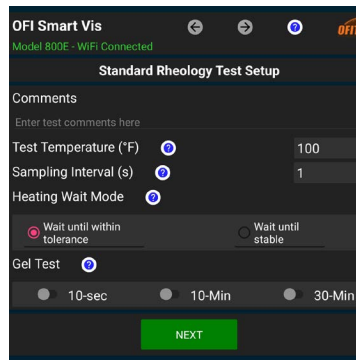 OFI Smart Vis
Model 800E - WiFi Connected
Standard Rheology Test Setup
Comments
Enter test comments here
Test Temperature (°F) ? 100
Sampling Interval (s) ? 1
Heating Wait Mode ?
Wait until within
tolerance
Wait until
stable
Gel Test ?
10-sec 10-Min 30-Min
NEXT